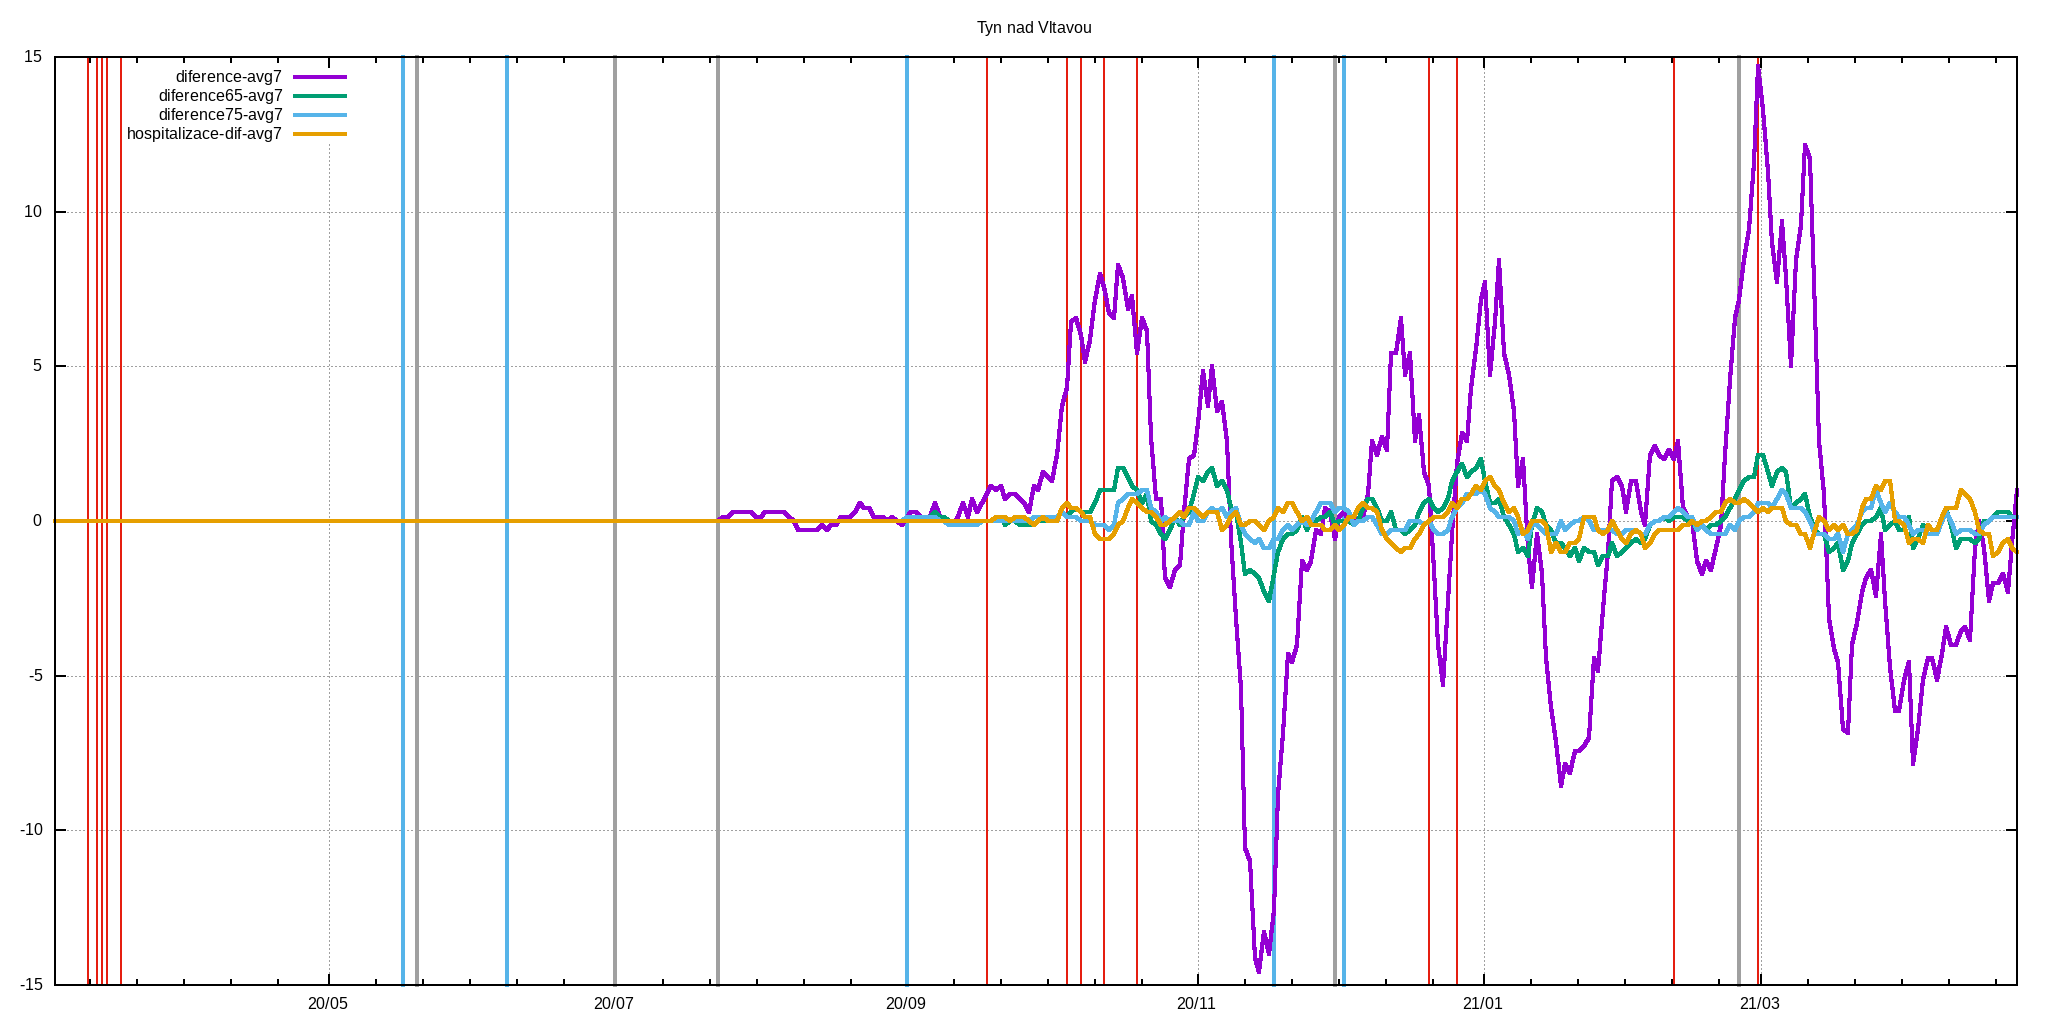 Tyn nad Vltavou
15
10
5
0
-5
-10
-15
diference-avg7
diference65-avg7
diference75-avg7
hospitalizace-dif-avg7
20/05 20/07 20/09 20/11 21/01 21/03